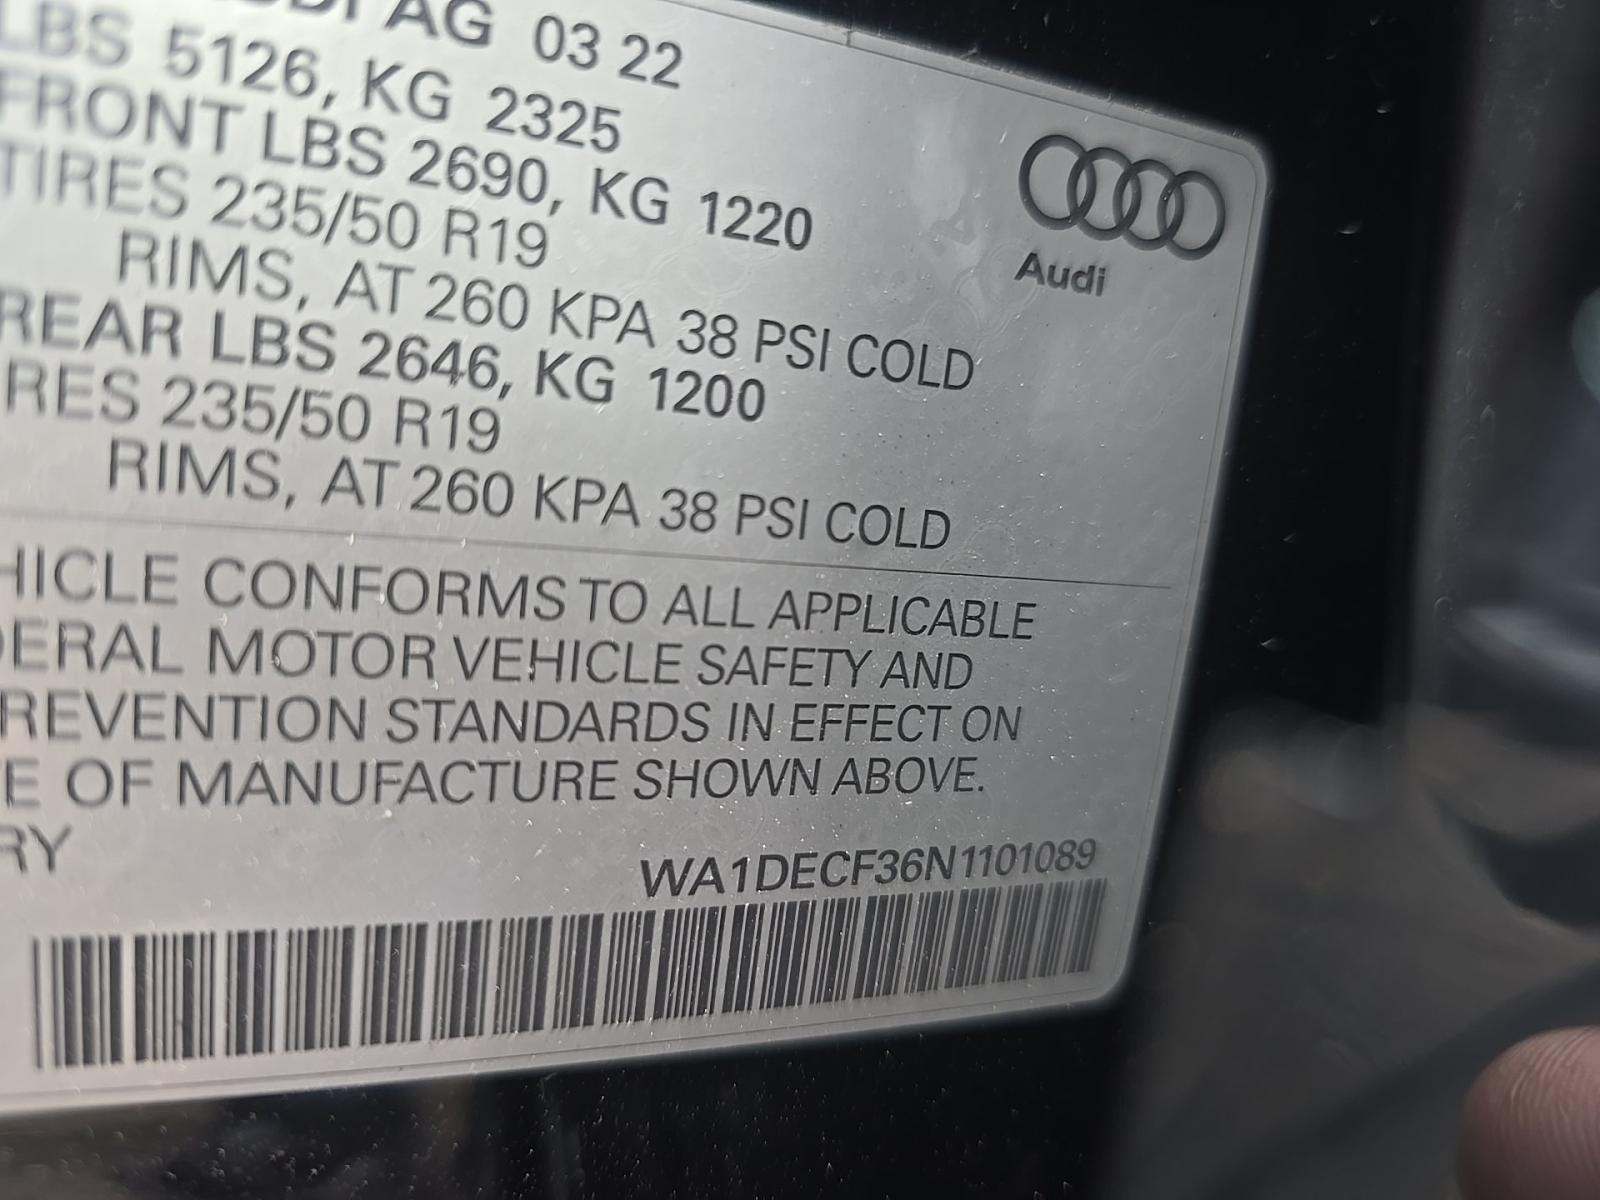 AG 03 22
LBS 5126, KG 2325
FRONT LBS 2690, KG 1220
TIRES 235/50 R19
RIMS, AT 260 KPA 38 PSI COLD
REAR LBS 2646, KG 1200
RES 235/50 R19
RIMS, AT 260 KPA 38 PSI COLD
Audi
HICLE CONFORMS TO ALL APPLICABLE
DERAL MOTOR VEHICLE SAFETY AND
REVENTION STANDARDS IN EFFECT ON
E OF MANUFACTURE SHOWN ABOVE.
RY
WA1DECF36N1101089